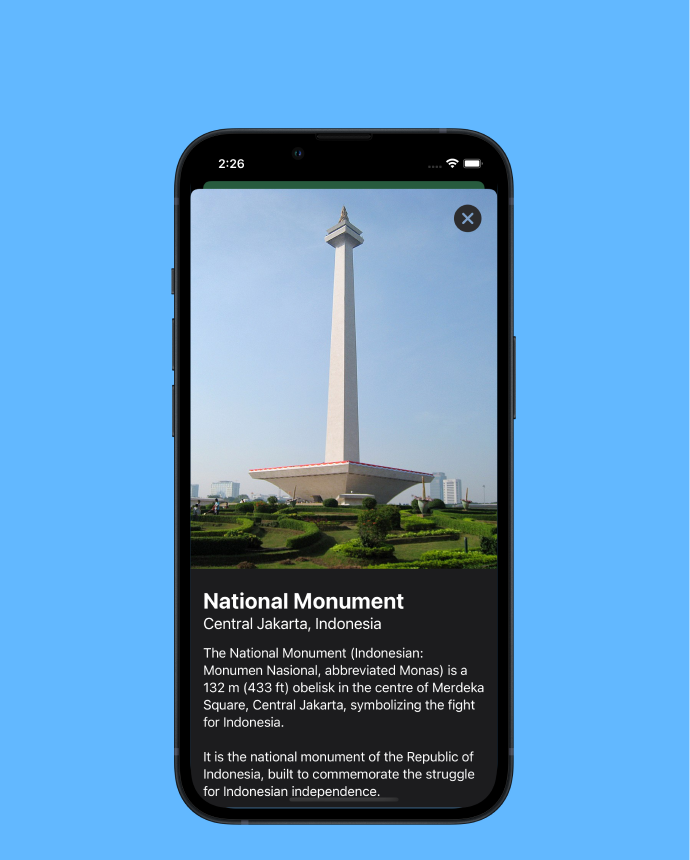 2:26
National Monument
Central Jakarta, Indonesia
The National Monument (Indonesian:
Monumen Nasional, abbreviated Monas) is a
132 m (433 ft) obelisk in the centre of Merdeka
Square, Central Jakarta, symbolizing the fight
for Indonesia.
It is the national monument of the Republic of
Indonesia, built to commemorate the struggle
for Indonesian independence.